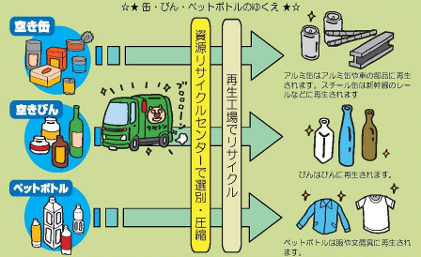 ☆★ 缶・びん・ペットボトルのゆくえ ★☆
空き缶
空きびん
ペットボトル
ブロローン
資源リサイクルセンターで選別・圧縮
再生工場でリサイクル
アルミ缶はアルミ缶や車の部品に再生
されます。スチール缶は新幹線のレー
ルなどに再生されます
びんはびんに再生されます。
ペットボトルは服や文房具に再生されます。